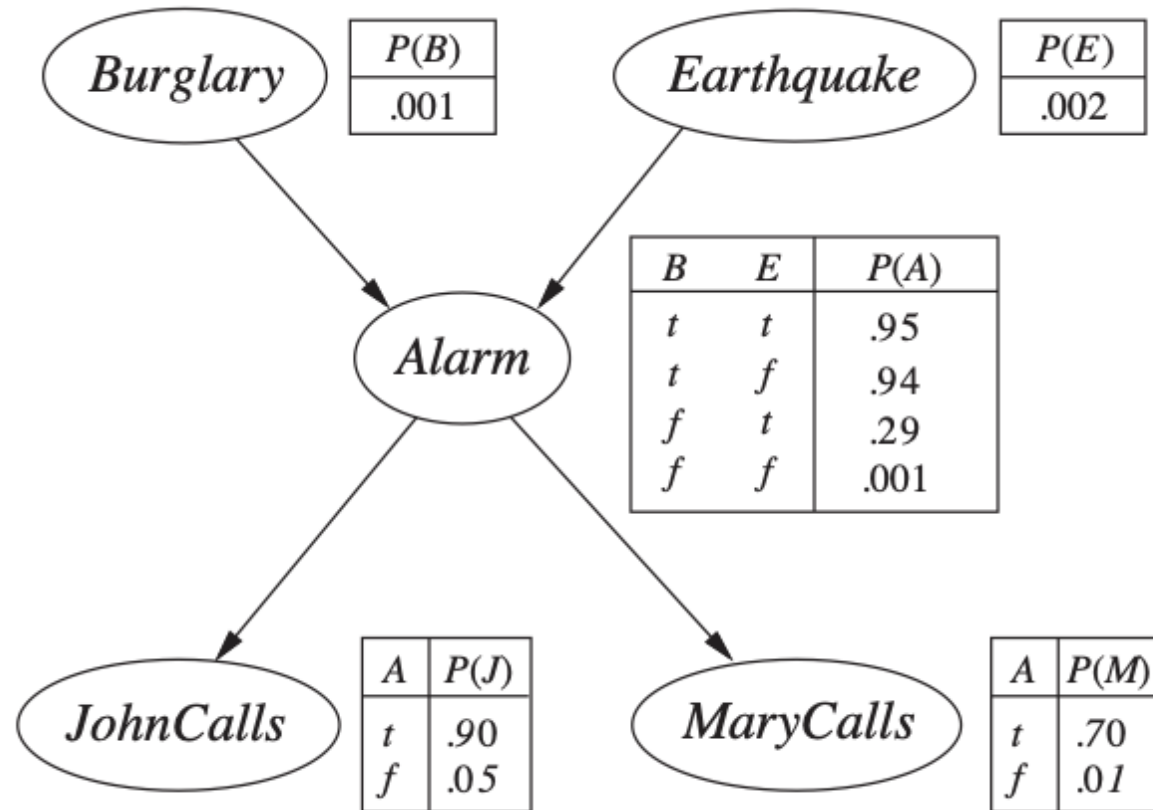 Burglary
P(B)
.001
Earthquake
P(E)
.002
Alarm
B E P(A)
t t .95
t f .94
f t .29
f f .001
JohnCalls
A P(J)
t .90
f .05
MaryCalls
A P(M)
t .70
f .01